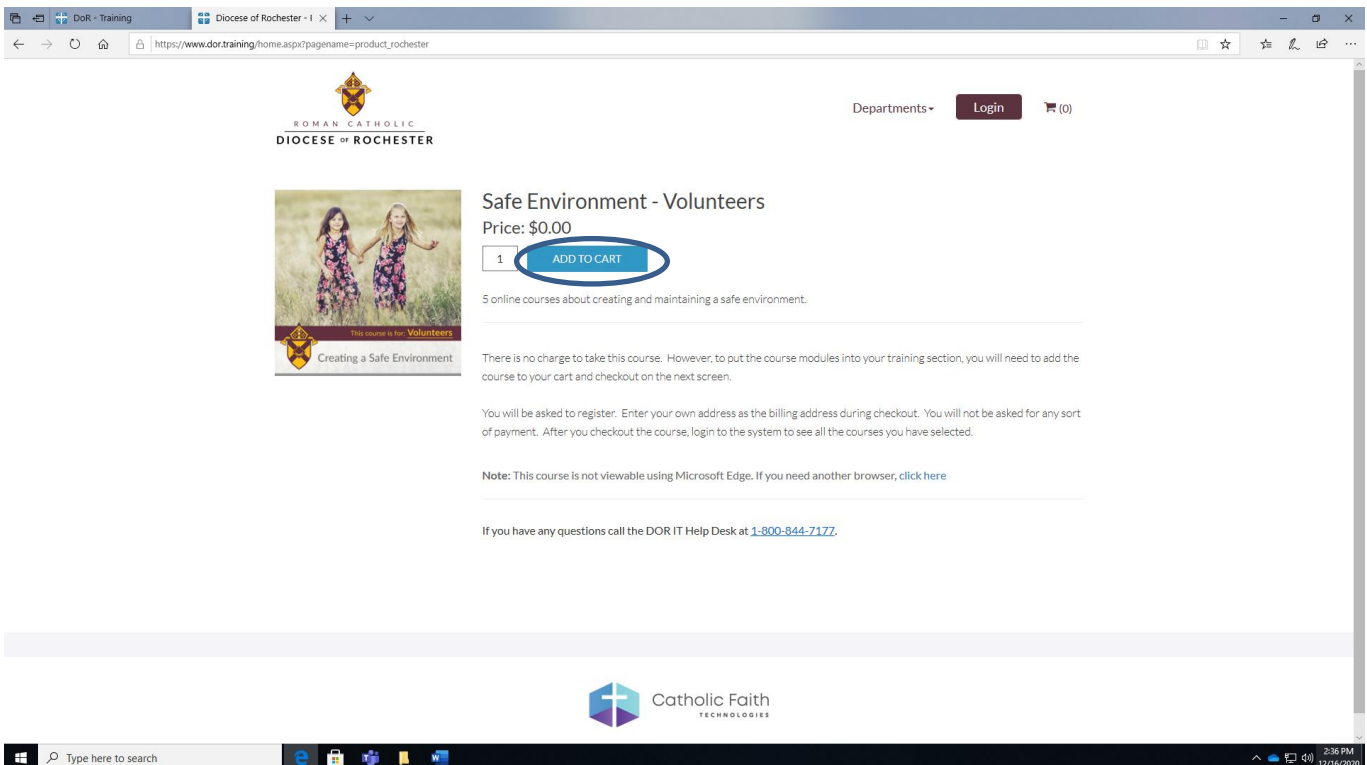 DoR - Training
Diocese of Rochester - I
https://www.dor.training/home.aspx?pagename=product_rochester
ROMAN CATHOLIC
DIOCESE OF ROCHESTER
Departments
Login
(0)
Safe Environment - Volunteers
Price: $0.00
1
ADD TO CART
5 online courses about creating and maintaining a safe environment.
This course is for: Volunteers
Creating a Safe Environment
There is no charge to take this course. However, to put the course modules into your training section, you will need to add the
course to your cart and checkout on the next screen.
You will be asked to register. Enter your own address as the billing address during checkout. You will not be asked for any sort
of payment. After you checkout the course, login to the system to see all the courses you have selected.
Note: This course is not viewable using Microsoft Edge. If you need another browser, click here
If you have any questions call the DOR IT Help Desk at 1-800-844-7177.
Catholic Faith
TECHNOLOGIES
Type here to search
2:36 PM
12/16/2020